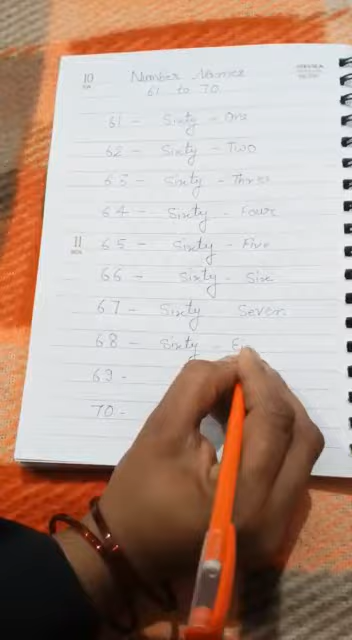 10
Number Names
61 to 70
61 - Sixty - One
62 - Sixty - Two
63 - Sixty - Three
64 - Sixty - Four
11
65 - Sixty - Five
66 - Sixty - Six
67 - Sixty Seven
68 - Sixty - Ei
69 -
70 -